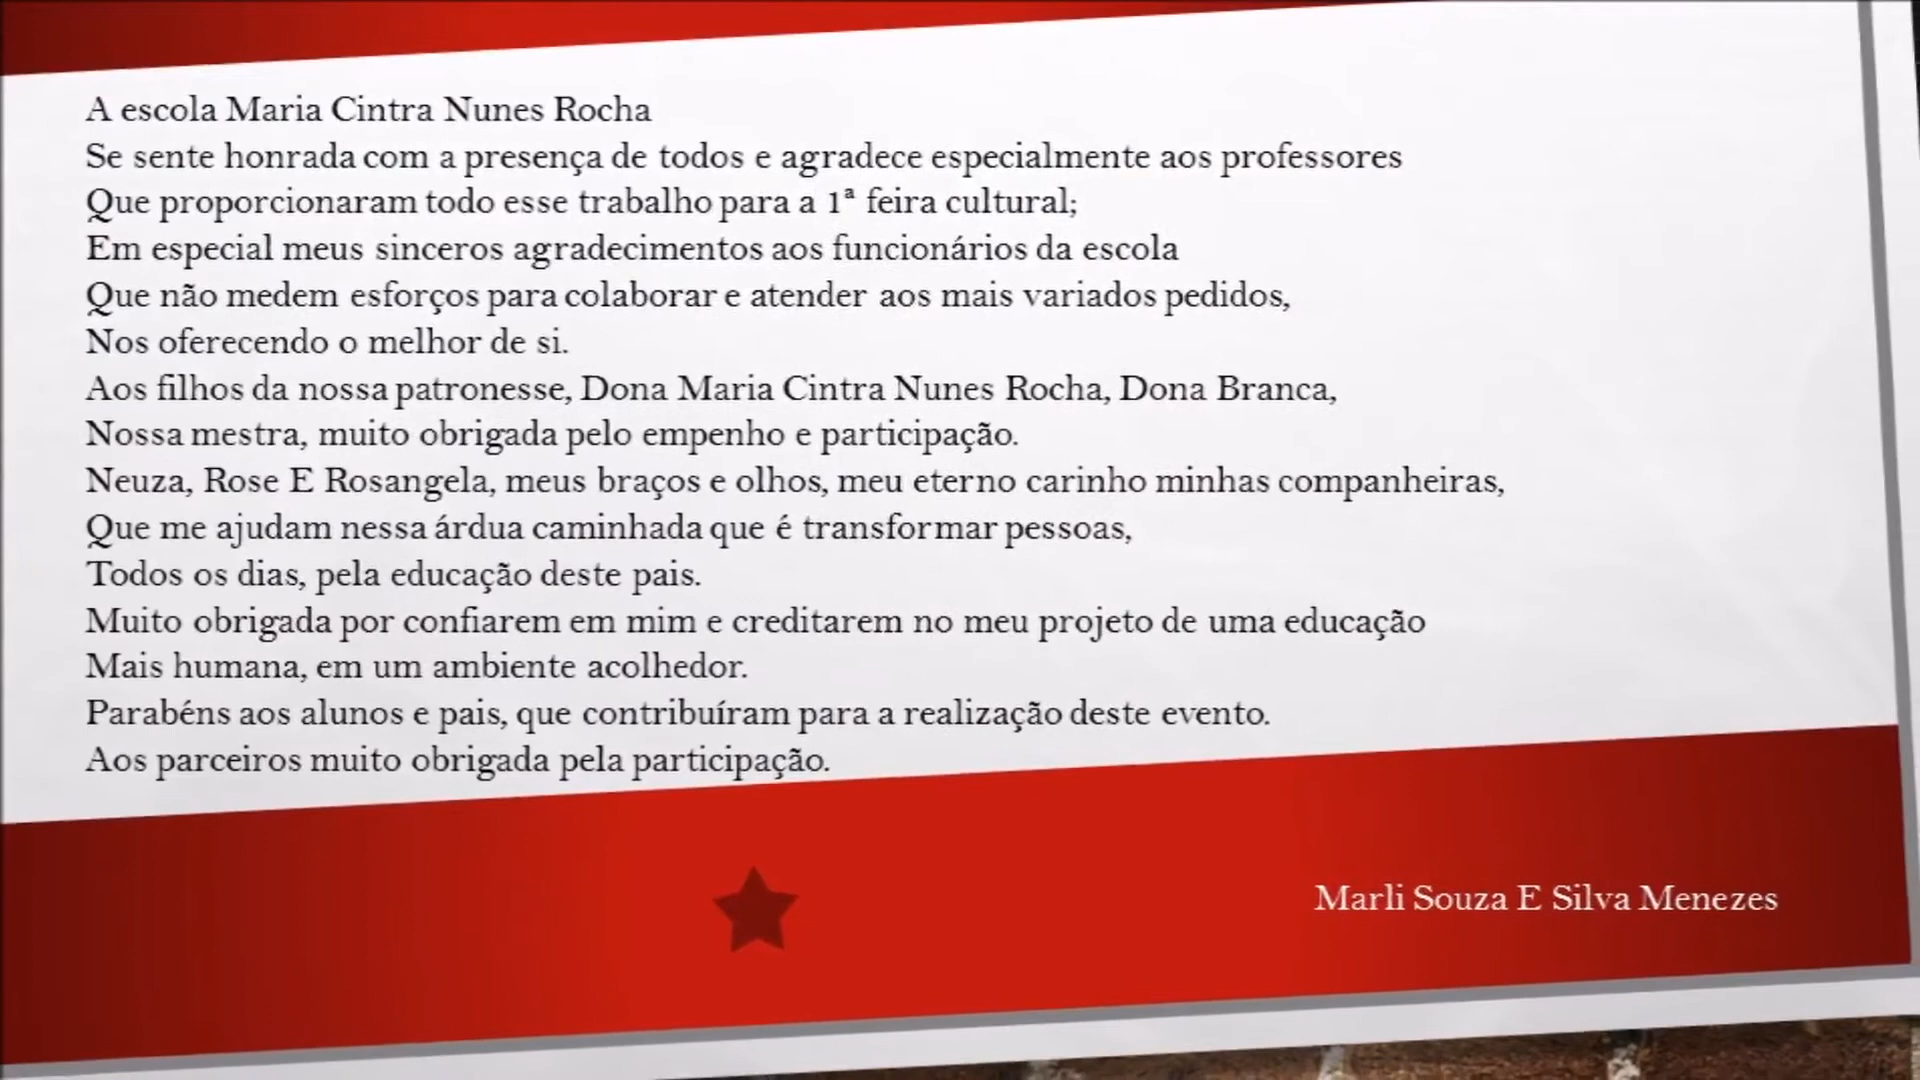 A escola Maria Cintra Nunes Rocha
Se sente honrada com a presença de todos e agradece especialmente aos professores
Que proporcionaram todo esse trabalho para a 1ª feira cultural;
Em especial meus sinceros agradecimentos aos funcionários da escola
Que não medem esforços para colaborar e atender aos mais variados pedidos,
Nos oferecendo o melhor de si.
Aos filhos da nossa patronesse, Dona Maria Cintra Nunes Rocha, Dona Branca,
Nossa mestra, muito obrigada pelo empenho e participação.
Neuza, Rose E Rosangela, meus braços e olhos, meu eterno carinho minhas companheiras,
Que me ajudam nessa árdua caminhada que é transformar pessoas,
Todos os dias, pela educação deste pais.
Muito obrigada por confiarem em mim e creditarem no meu projeto de uma educação
Mais humana, em um ambiente acolhedor.
Parabéns aos alunos e pais, que contribuíram para a realização deste evento.
Aos parceiros muito obrigada pela participação.
Marli Souza E Silva Menezes